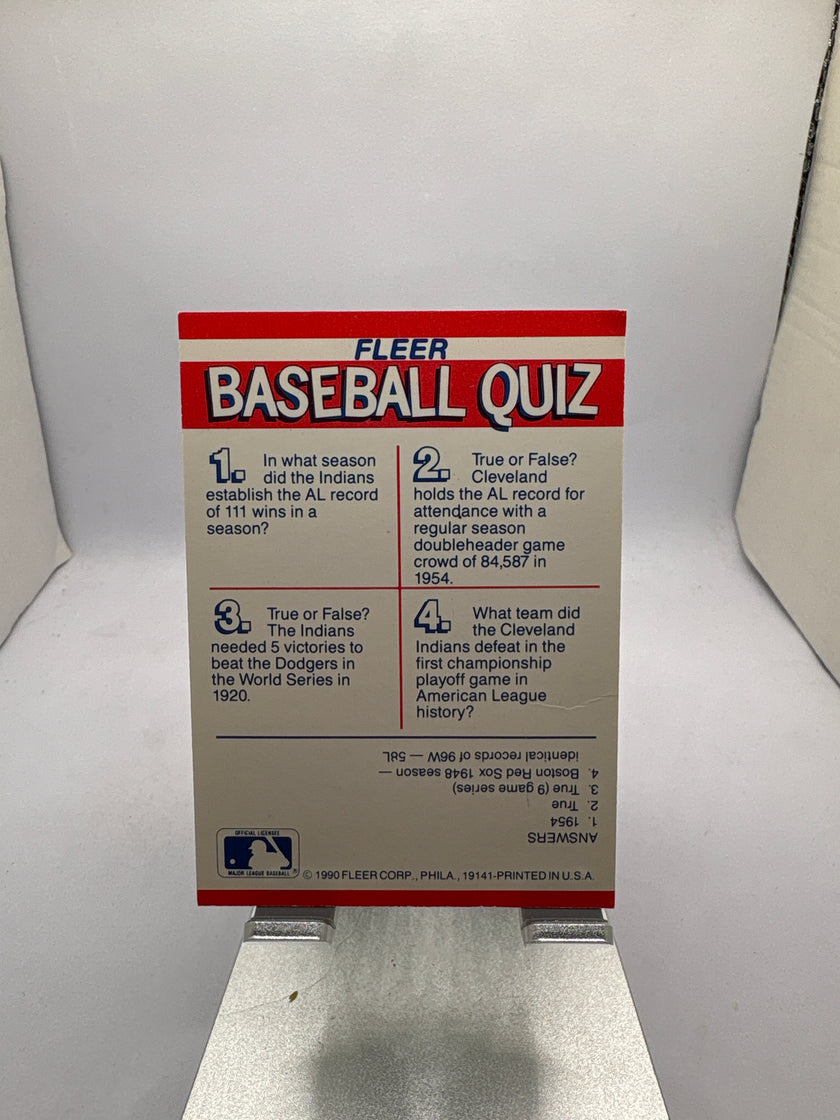 FLEER
BASEBALL QUIZ
1. In what season
did the Indians
establish the AL record
of 111 wins in a
season?
2. True or False?
Cleveland
holds the AL record for
attendance with a
regular season
doubleheader game
crowd of 84,587 in
1954.
3. True or False?
The Indians
needed 5 victories to
beat the Dodgers in
the World Series in
1920.
4. What team did
the Cleveland
Indians defeat in the
first championship
playoff game in
American League
history?
ANSWERS
1. 1954
2. True
3. True (9 game series)
4. Boston Red Sox 1948 season —
identical records of 96W — 58L
OFFICIAL LICENSEE
MAJOR LEAGUE BASEBALL®
© 1990 FLEER CORP., PHILA., 19141-PRINTED IN U.S.A.